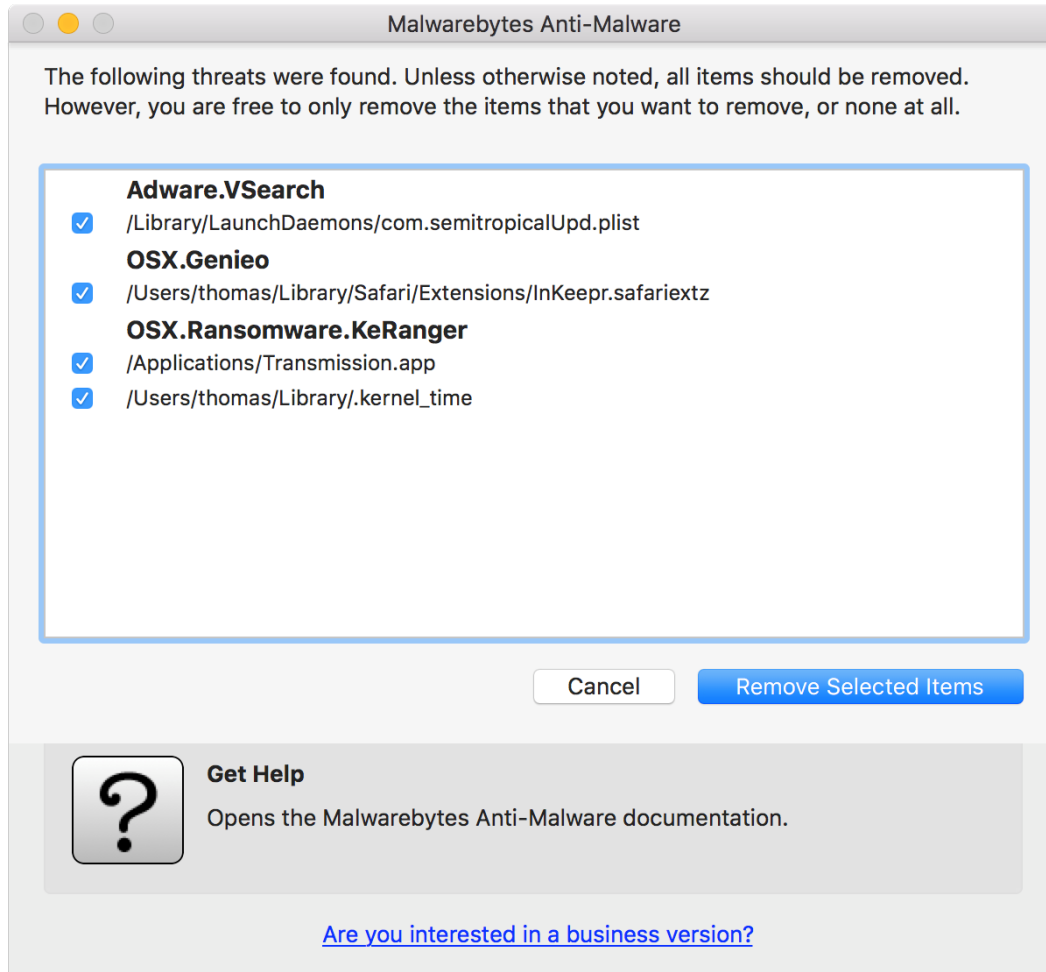 Malwarebytes Anti-Malware
The following threats were found. Unless otherwise noted, all items should be removed.
However, you are free to only remove the items that you want to remove, or none at all.
Adware.VSearch
/Library/LaunchDaemons/com.semitropicalUpd.plist
OSX.Genieo
/Users/thomas/Library/Safari/Extensions/InKeepr.safariextz
OSX.Ransomware.KeRanger
/Applications/Transmission.app
/Users/thomas/Library/.kernel_time
Cancel
Remove Selected Items
?
Get Help
Opens the Malwarebytes Anti-Malware documentation.
Are you interested in a business version?